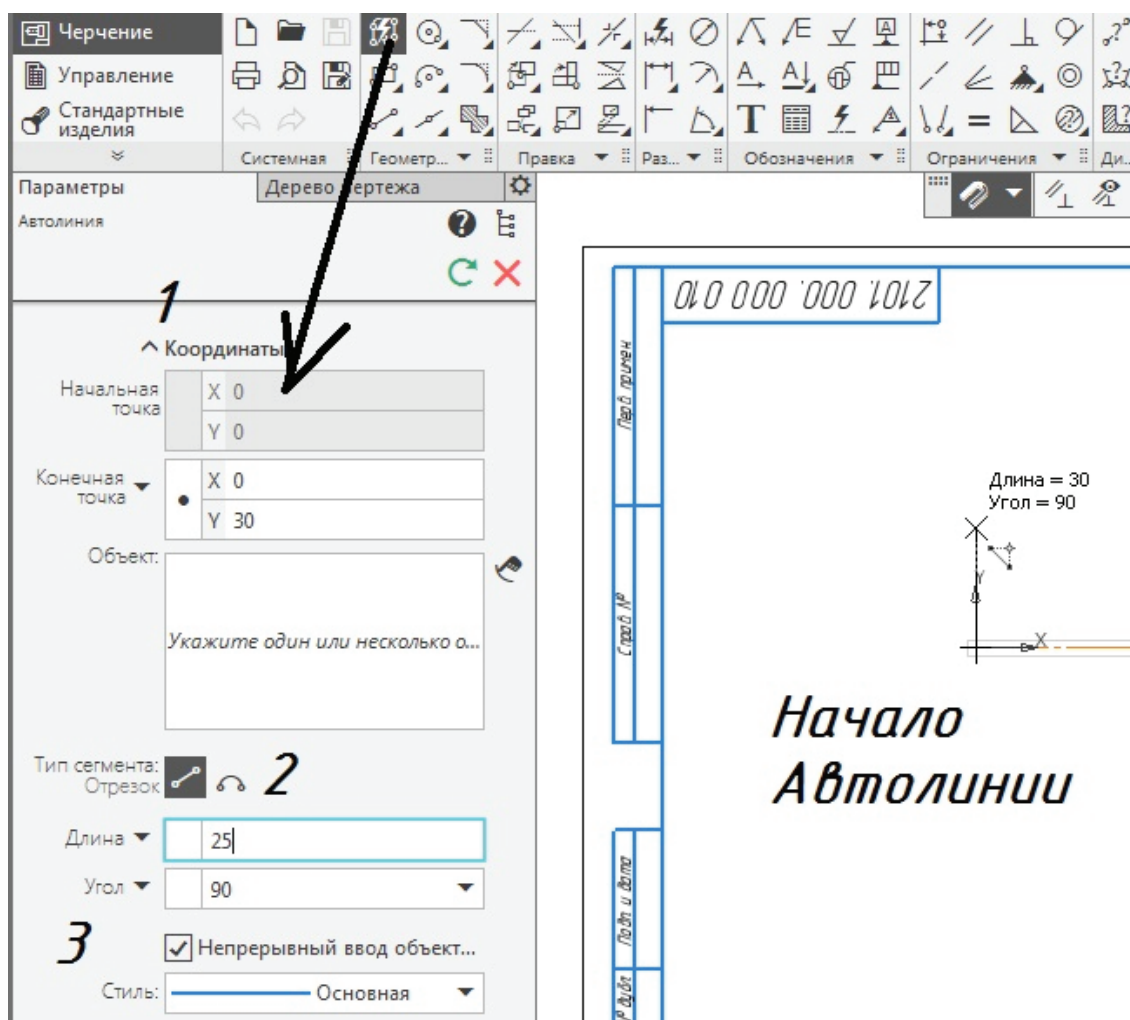 Черчение
Управление
Стандартные
изделия
Системная
Геометр...
Правка
Раз...
Обозначения
Ограничения
Ди...
Параметры
Дерево чертежа
Автолиния
1
Координаты
Начальная
точка
X 0
Y 0
Конечная
точка
X 0
Y 30
Объект:
Укажите один или несколько о...
Тип сегмента:
Отрезок
2
Длина
25
Угол
90
3
Непрерывный ввод объект...
Стиль:
Основная
2101. 000. 000 0 10
Перв примен
Справ №
Подп и дата
Длина = 30
Угол = 90
Y
X
Начало
Автолинии